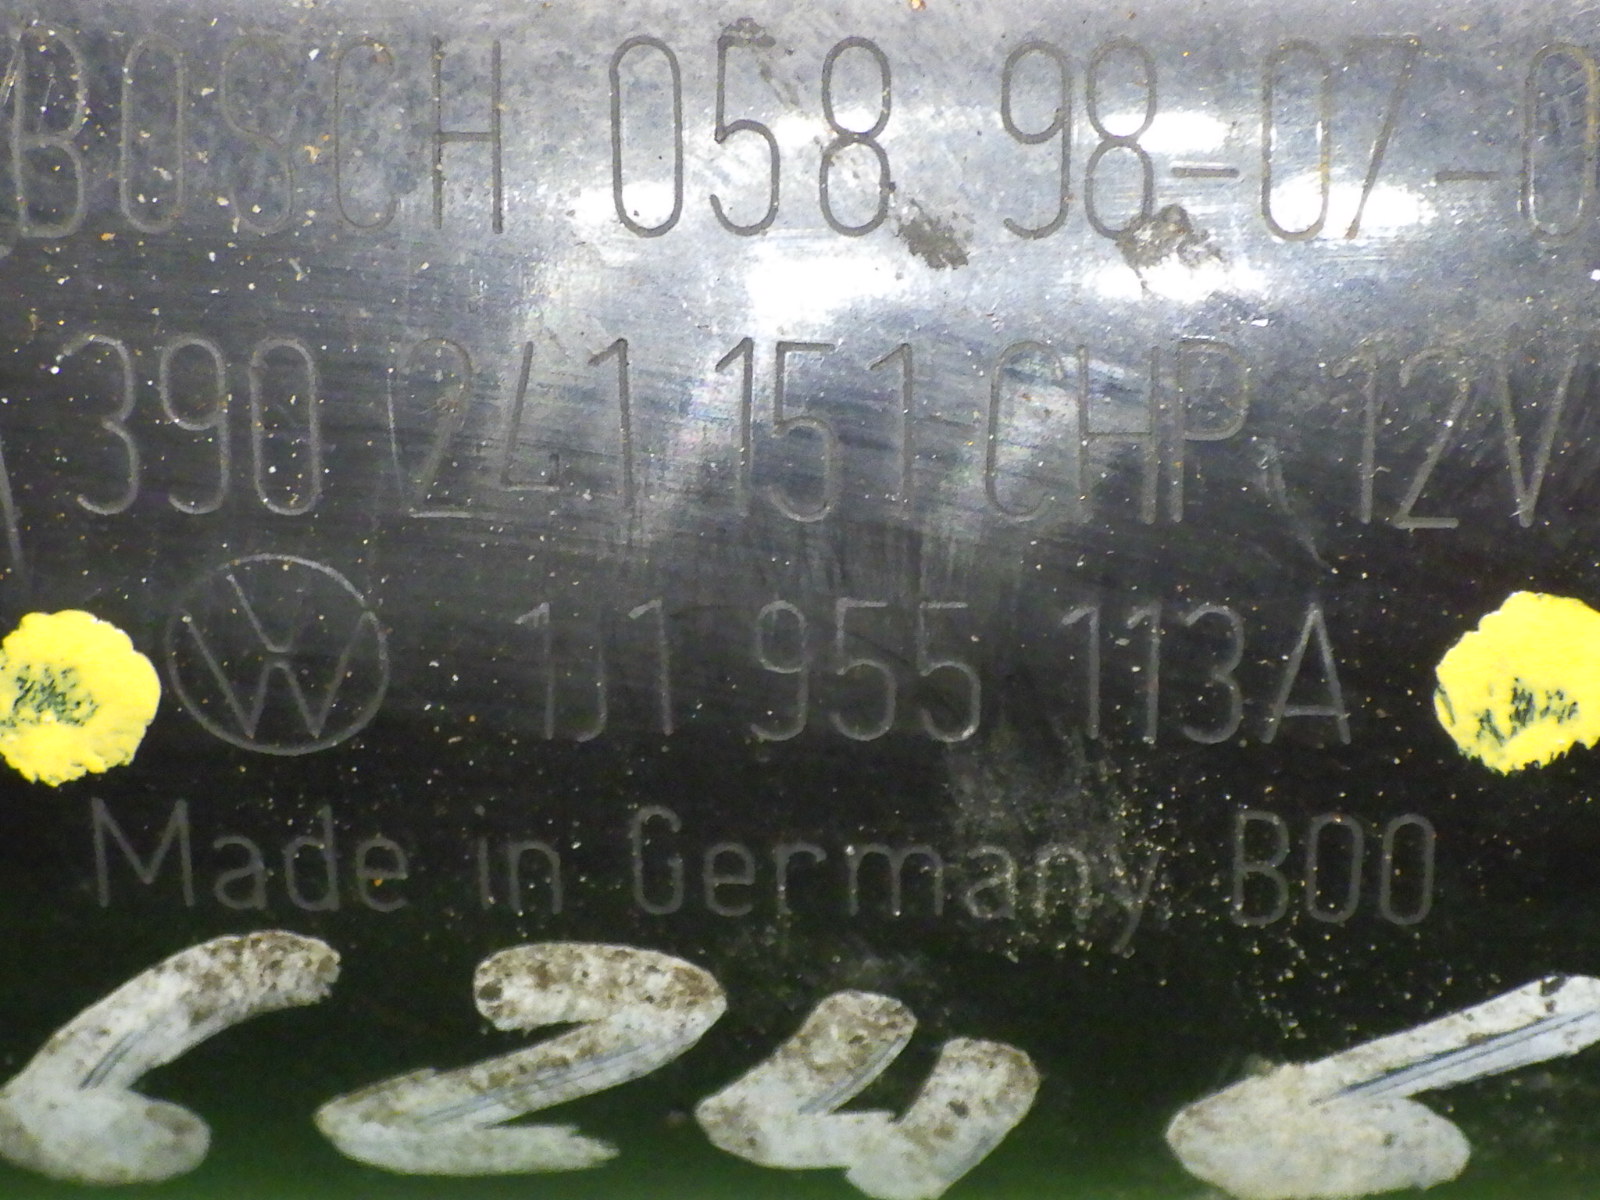 BOSCH 058 98-07-0
390 241 151 CHP 12V
1J1 955 113A
Made in Germany B00